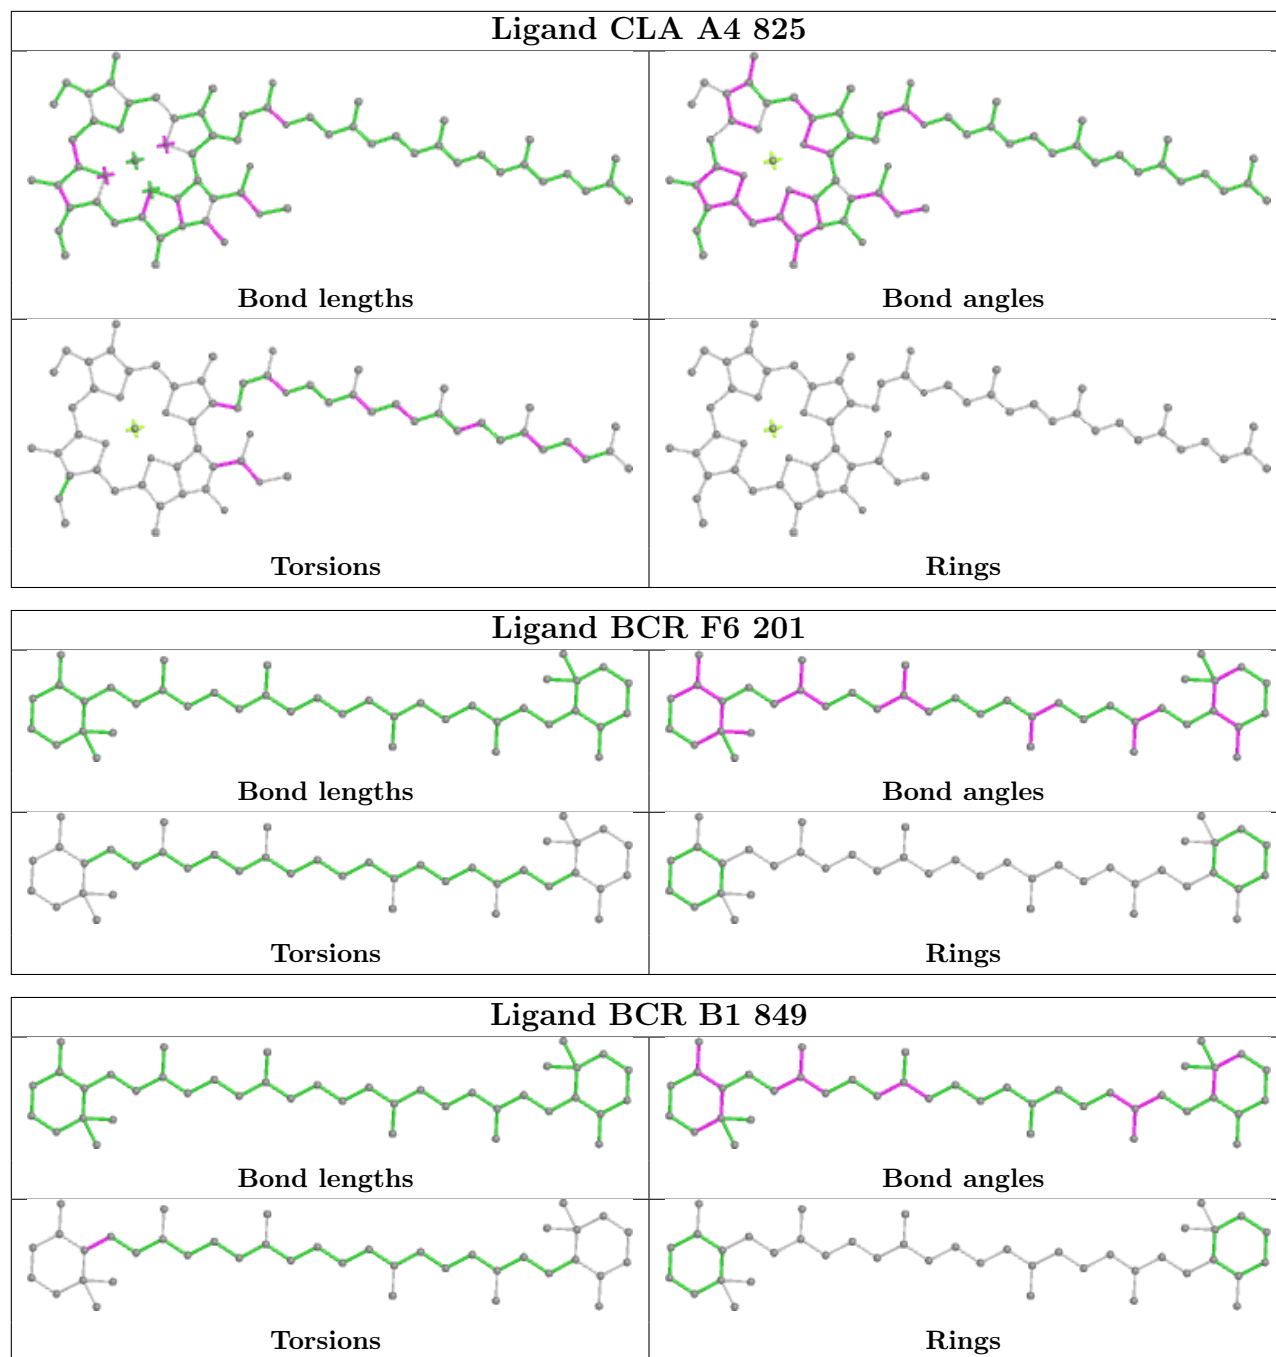 Ligand CLA A4 825
Bond lengths
Bond angles
Torsions
Rings
Ligand BCR F6 201
Bond lengths
Bond angles
Torsions
Rings
Ligand BCR B1 849
Bond lengths
Bond angles
Torsions
Rings